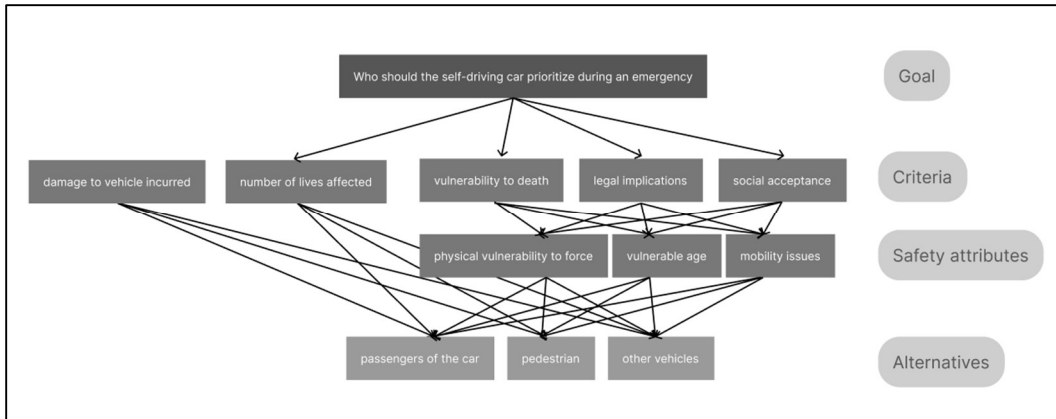 Who should the self-driving car prioritize during an emergency
Goal
damage to vehicle incurred
number of lives affected
vulnerability to death
legal implications
social acceptance
Criteria
physical vulnerability to force
vulnerable age
mobility issues
Safety attributes
passengers of the car
pedestrian
other vehicles
Alternatives